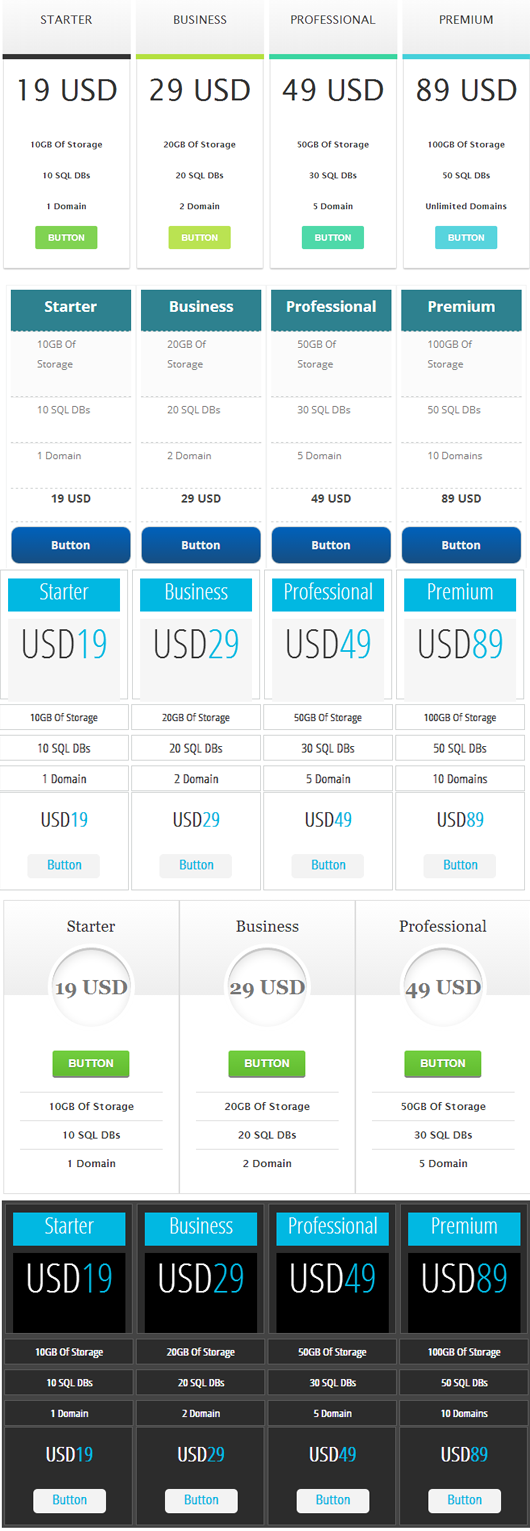 STARTER BUSINESS PROFESSIONAL PREMIUM
19 USD 29 USD 49 USD 89 USD
10GB Of Storage 20GB Of Storage 50GB Of Storage 100GB Of Storage
10 SQL DBs 20 SQL DBs 30 SQL DBs 50 SQL DBs
1 Domain 2 Domain 5 Domain Unlimited Domains
BUTTON BUTTON BUTTON BUTTON
Starter Business Professional Premium
10GB Of 20GB Of 50GB Of 100GB Of
Storage Storage Storage Storage
10 SQL DBs 20 SQL DBs 30 SQL DBs 50 SQL DBs
1 Domain 2 Domain 5 Domain 10 Domains
19 USD 29 USD 49 USD 89 USD
Button Button Button Button
Starter Business Professional Premium
USD19 USD29 USD49 USD89
10GB Of Storage 20GB Of Storage 50GB Of Storage 100GB Of Storage
10 SQL DBs 20 SQL DBs 30 SQL DBs 50 SQL DBs
1 Domain 2 Domain 5 Domain 10 Domains
USD19 USD29 USD49 USD89
Button Button Button Button
Starter Business Professional
19 USD 29 USD 49 USD
BUTTON BUTTON BUTTON
10GB Of Storage 20GB Of Storage 50GB Of Storage
10 SQL DBs 20 SQL DBs 30 SQL DBs
1 Domain 2 Domain 5 Domain
Starter Business Professional Premium
USD19 USD29 USD49 USD89
10GB Of Storage 20GB Of Storage 50GB Of Storage 100GB Of Storage
10 SQL DBs 20 SQL DBs 30 SQL DBs 50 SQL DBs
1 Domain 2 Domain 5 Domain 10 Domains
USD19 USD29 USD49 USD89
Button Button Button Button